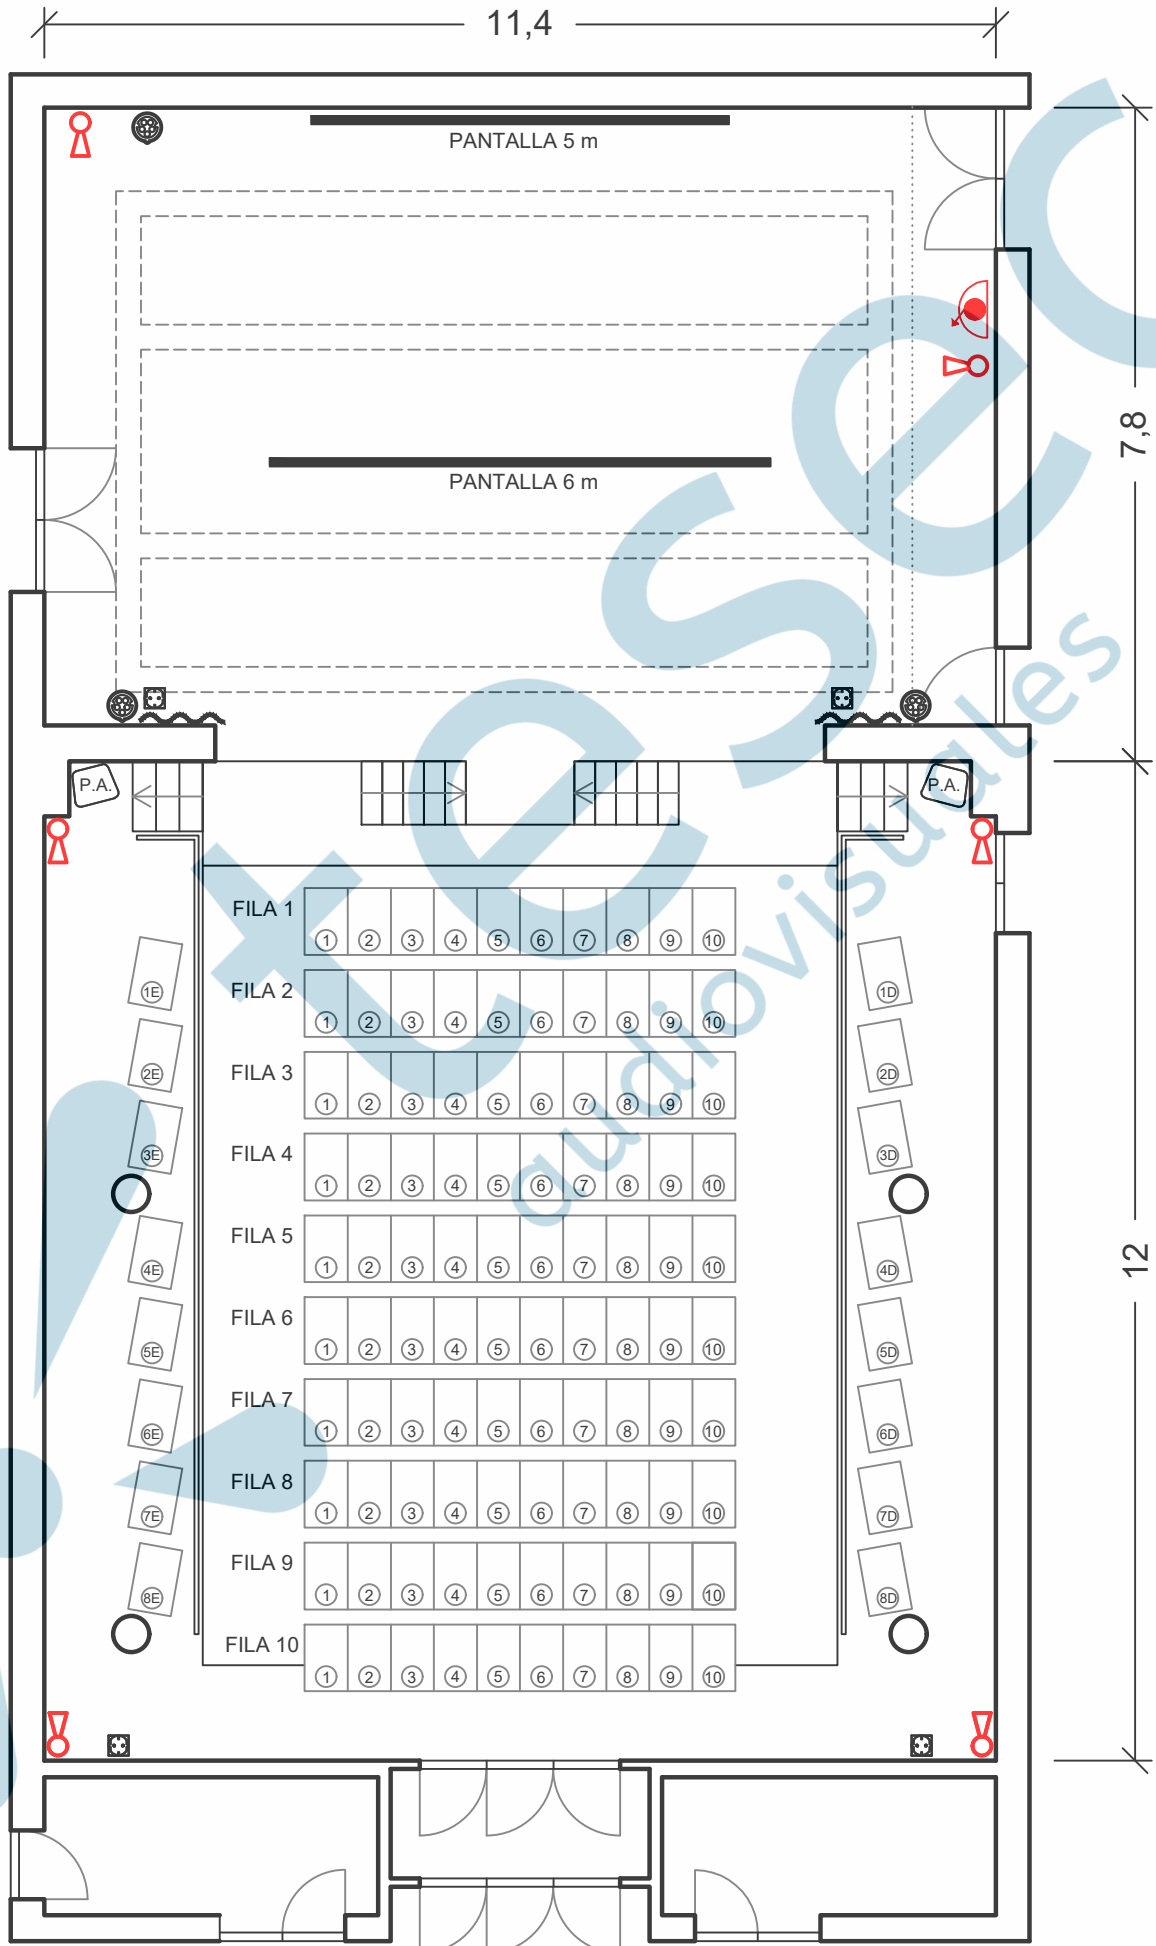 11,4
PANTALLA 5 m
7,8
PANTALLA 6 m
P.A.
P.A.
FILA 1 1 2 3 4 5 6 7 8 9 10
1E
1D
FILA 2 1 2 3 4 5 6 7 8 9 10
2E
2D
FILA 3 1 2 3 4 5 6 7 8 9 10
3E
3D
FILA 4 1 2 3 4 5 6 7 8 9 10
FILA 5 1 2 3 4 5 6 7 8 9 10
4E
4D
12
FILA 6 1 2 3 4 5 6 7 8 9 10
5E
5D
FILA 7 1 2 3 4 5 6 7 8 9 10
6E
6D
FILA 8 1 2 3 4 5 6 7 8 9 10
7E
7D
FILA 9 1 2 3 4 5 6 7 8 9 10
8E
8D
FILA 10 1 2 3 4 5 6 7 8 9 10
itesec
audiovisuales